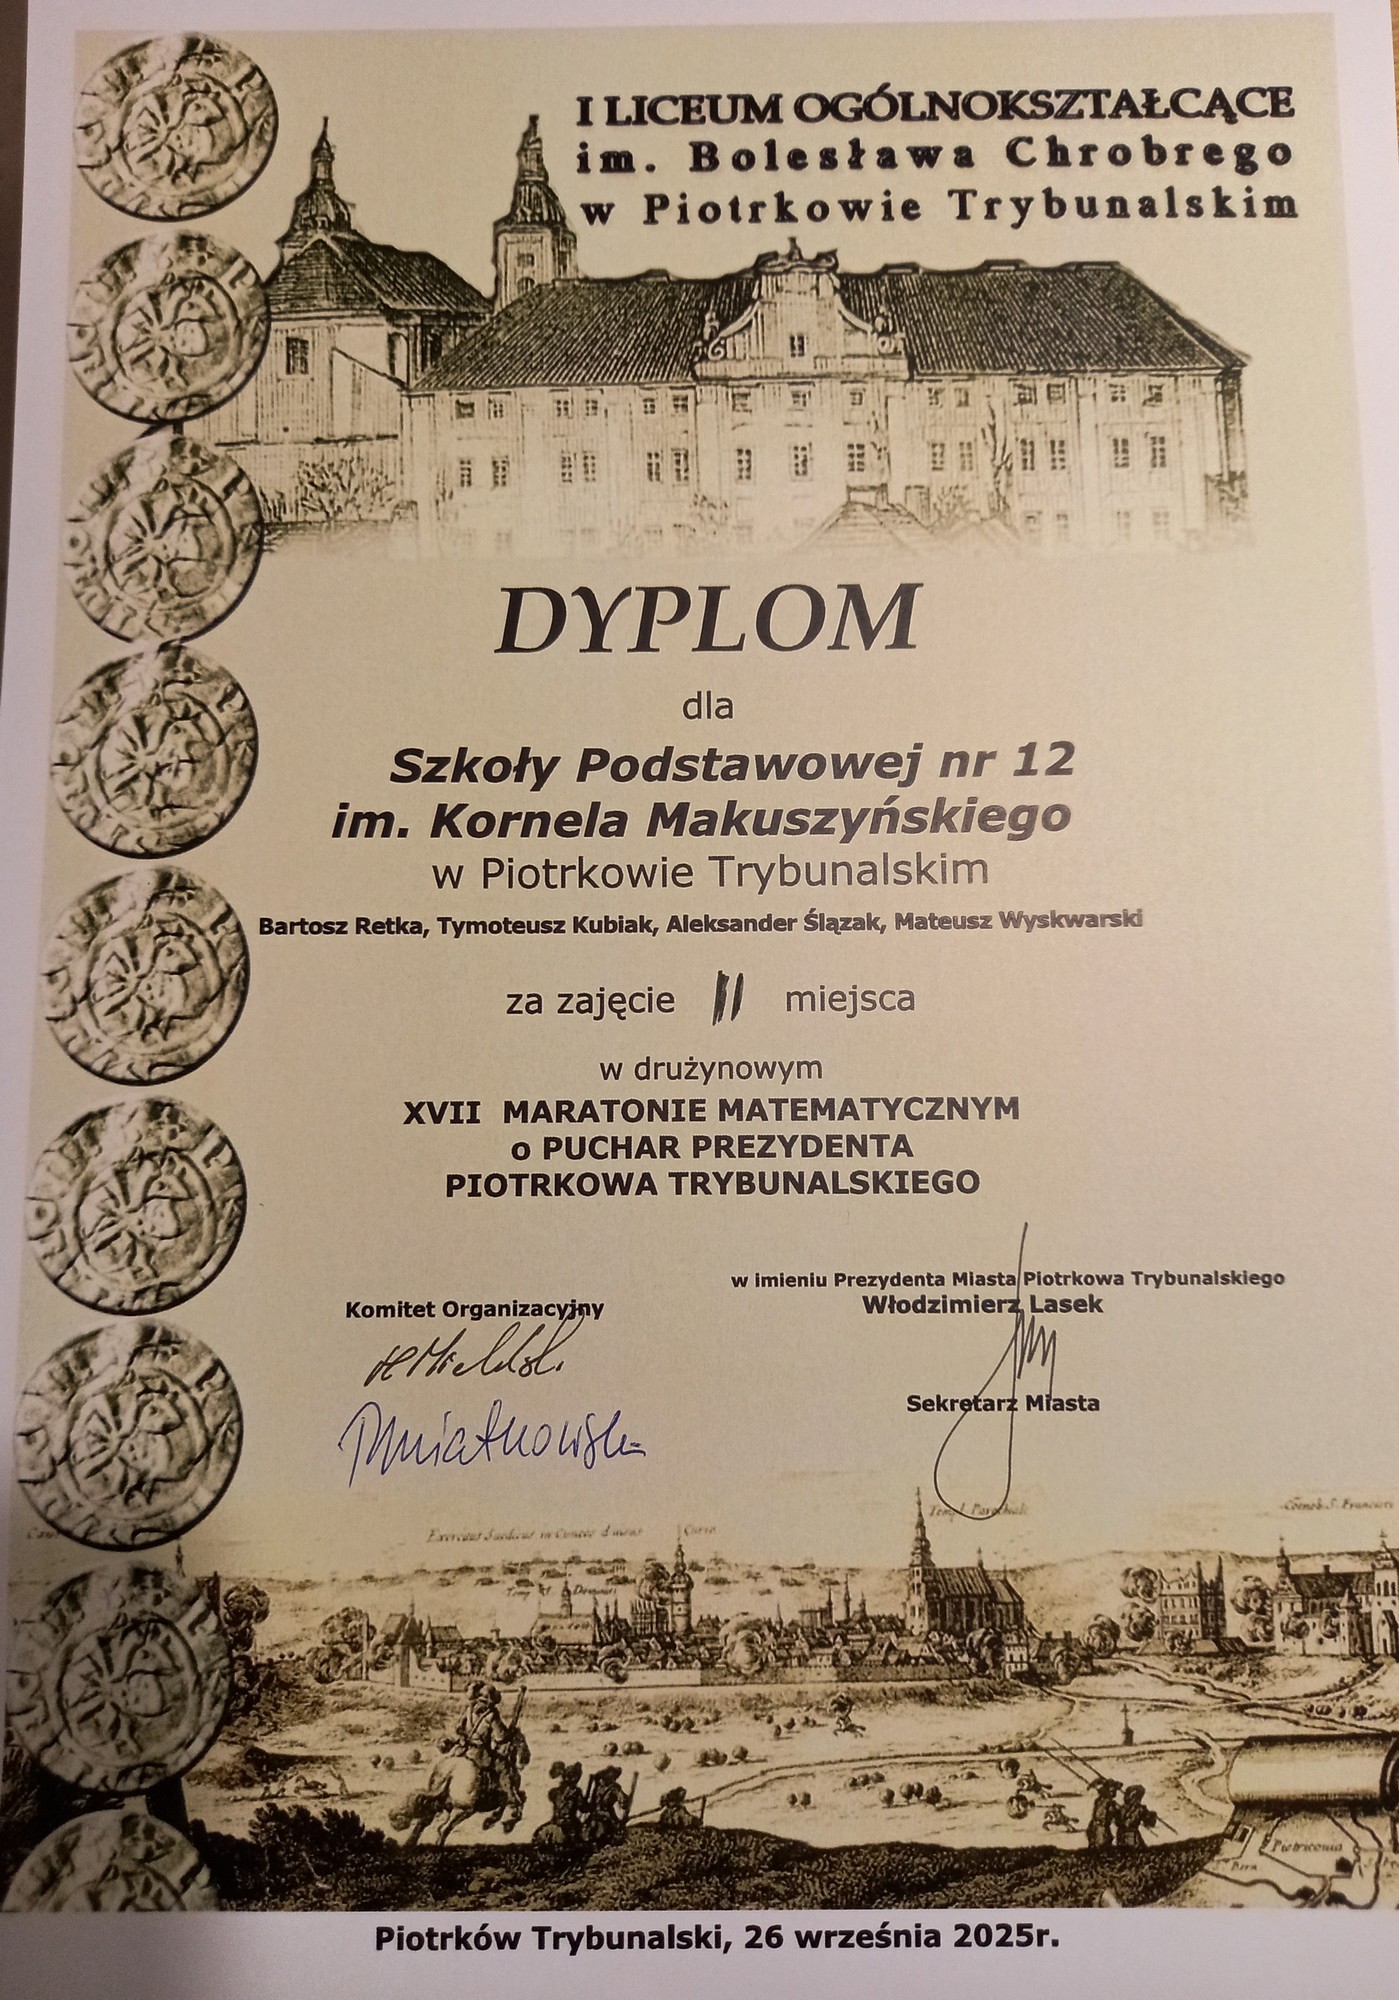 I LICEUM OGÓLNOKSZTAŁCĄCE
im. Bolesława Chrobrego
w Piotrkowie Trybunalskim
DYPLOM
dla
Szkoły Podstawowej nr 12
im. Kornela Makuszyńskiego
w Piotrkowie Trybunalskim
Bartosz Retka, Tymoteusz Kubiak, Aleksander Ślązak, Mateusz Wyskwarski
za zajęcie II miejsca
w drużynowym
XVII MARATONIE MATEMATYCZNYM
o PUCHAR PREZYDENTA
PIOTRKOWA TRYBUNALSKIEGO
w imieniu Prezydenta Miasta Piotrkowa Trybunalskiego
Włodzimierz Lasek
Komitet Organizacyjny
Sekretarz Miasta
Piotrków Trybunalski, 26 września 2025r.